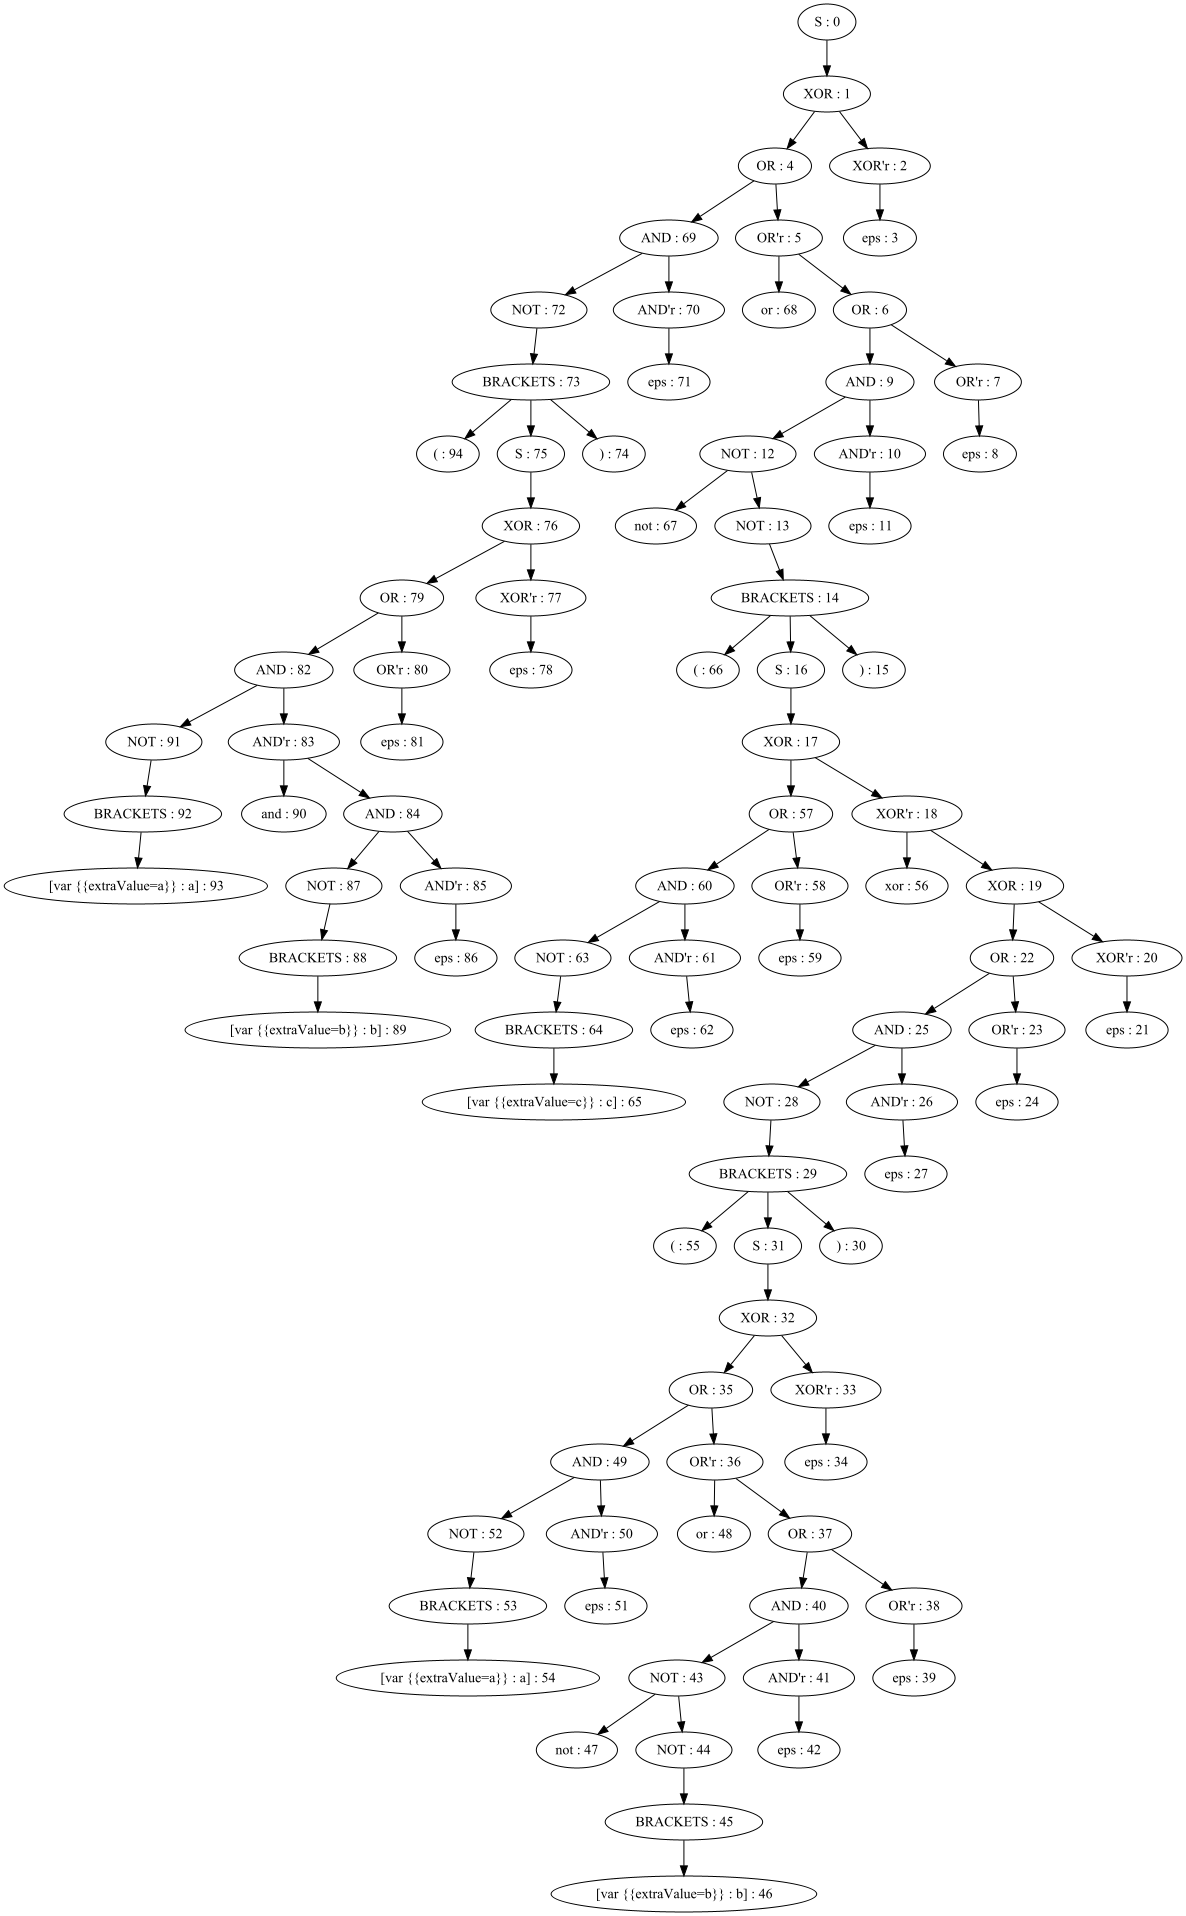 S : 0
XOR : 1
OR : 4
XOR'r : 2
AND : 69
OR'r : 5
eps : 3
NOT : 72
AND'r : 70
or : 68
OR : 6
BRACKETS : 73
eps : 71
AND : 9
OR'r : 7
( : 94
S : 75
) : 74
NOT : 12
AND'r : 10
eps : 8
XOR : 76
not : 67
NOT : 13
eps : 11
OR : 79
XOR'r : 77
BRACKETS : 14
AND : 82
OR'r : 80
eps : 78
( : 66
S : 16
) : 15
NOT : 91
AND'r : 83
eps : 81
XOR : 17
BRACKETS : 92
and : 90
AND : 84
OR : 57
XOR'r : 18
[var {{extraValue=a}} : a] : 93
NOT : 87
AND'r : 85
AND : 60
OR'r : 58
xor : 56
XOR : 19
BRACKETS : 88
eps : 86
NOT : 63
AND'r : 61
eps : 59
OR : 22
XOR'r : 20
[var {{extraValue=b}} : b] : 89
BRACKETS : 64
eps : 62
AND : 25
OR'r : 23
eps : 21
[var {{extraValue=c}} : c] : 65
NOT : 28
AND'r : 26
eps : 24
BRACKETS : 29
eps : 27
( : 55
S : 31
) : 30
XOR : 32
OR : 35
XOR'r : 33
AND : 49
OR'r : 36
eps : 34
NOT : 52
AND'r : 50
or : 48
OR : 37
BRACKETS : 53
eps : 51
AND : 40
OR'r : 38
[var {{extraValue=a}} : a] : 54
NOT : 43
AND'r : 41
eps : 39
not : 47
NOT : 44
eps : 42
BRACKETS : 45
[var {{extraValue=b}} : b] : 46